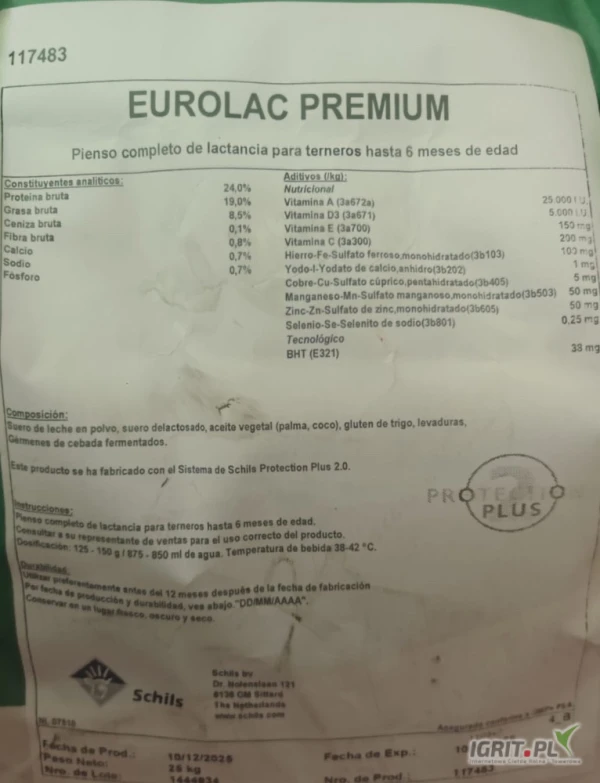 117483
EUROLAC PREMIUM
Pienso completo de lactancia para terneros hasta 6 meses de edad
Constituyentes analíticos:
Proteína bruta 24,0%
Grasa bruta 19,0%
Ceniza bruta 8,5%
Fibra bruta 0,1%
Calcio 0,8%
Sodio 0,7%
Fósforo 0,7%
Aditivos (/kg):
Nutricional
Vitamina A (3a672a) 25.000 I.U.
Vitamina D3 (3a671) 5.000 I.U.
Vitamina E (3a700) 150 mg
Vitamina C (3a300) 200 mg
Hierro-Fe-Sulfato ferroso,monohidratado(3b103) 100 mg
Yodo-I-Yodato de calcio,anhidro(3b202) 1 mg
Cobre-Cu-Sulfato cúprico,pentahidratado(3b405) 5 mg
Manganeso-Mn-Sulfato manganoso,monohidratado(3b503) 50 mg
Zinc-Zn-Sulfato de zinc,monohidratado(3b605) 50 mg
Selenio-Se-Selenito de sodio(3b801) 0,25 mg
Tecnológico
BHT (E321) 38 mg
Composición:
Suero de leche en polvo, suero delactosado, aceite vegetal (palma, coco), gluten de trigo, levaduras,
Gérmenes de cebada fermentados.
Este producto se ha fabricado con el Sistema de Schils Protection Plus 2.0.
PROTECTION
PLUS
Instrucciones:
Pienso completo de lactancia para terneros hasta 6 meses de edad.
Consultar a su representante de ventas para el uso correcto del producto.
Dosificación: 125 - 150 g / 875 - 850 ml de agua. Temperatura de bebida 38-42 °C.
Durabilidad:
Utilizar preferentemente antes del 12 meses después de la fecha de fabricación
Por fecha de producción y durabilidad, vea abajo."DD/MM/AAAA".
Conservar en un lugar fresco, oscuro y seco.
Schils
Schils bv
Dr. Nolenslaan 121
6136 GM Sittard
The Netherlands
www.schils.com
Fecha de Prod.: 10/12/2025
Fecha de Exp.: 10
Peso Neto: 25 kg
Nro. de Lote:
Nro. de Prod 117483
IGRIT.PL